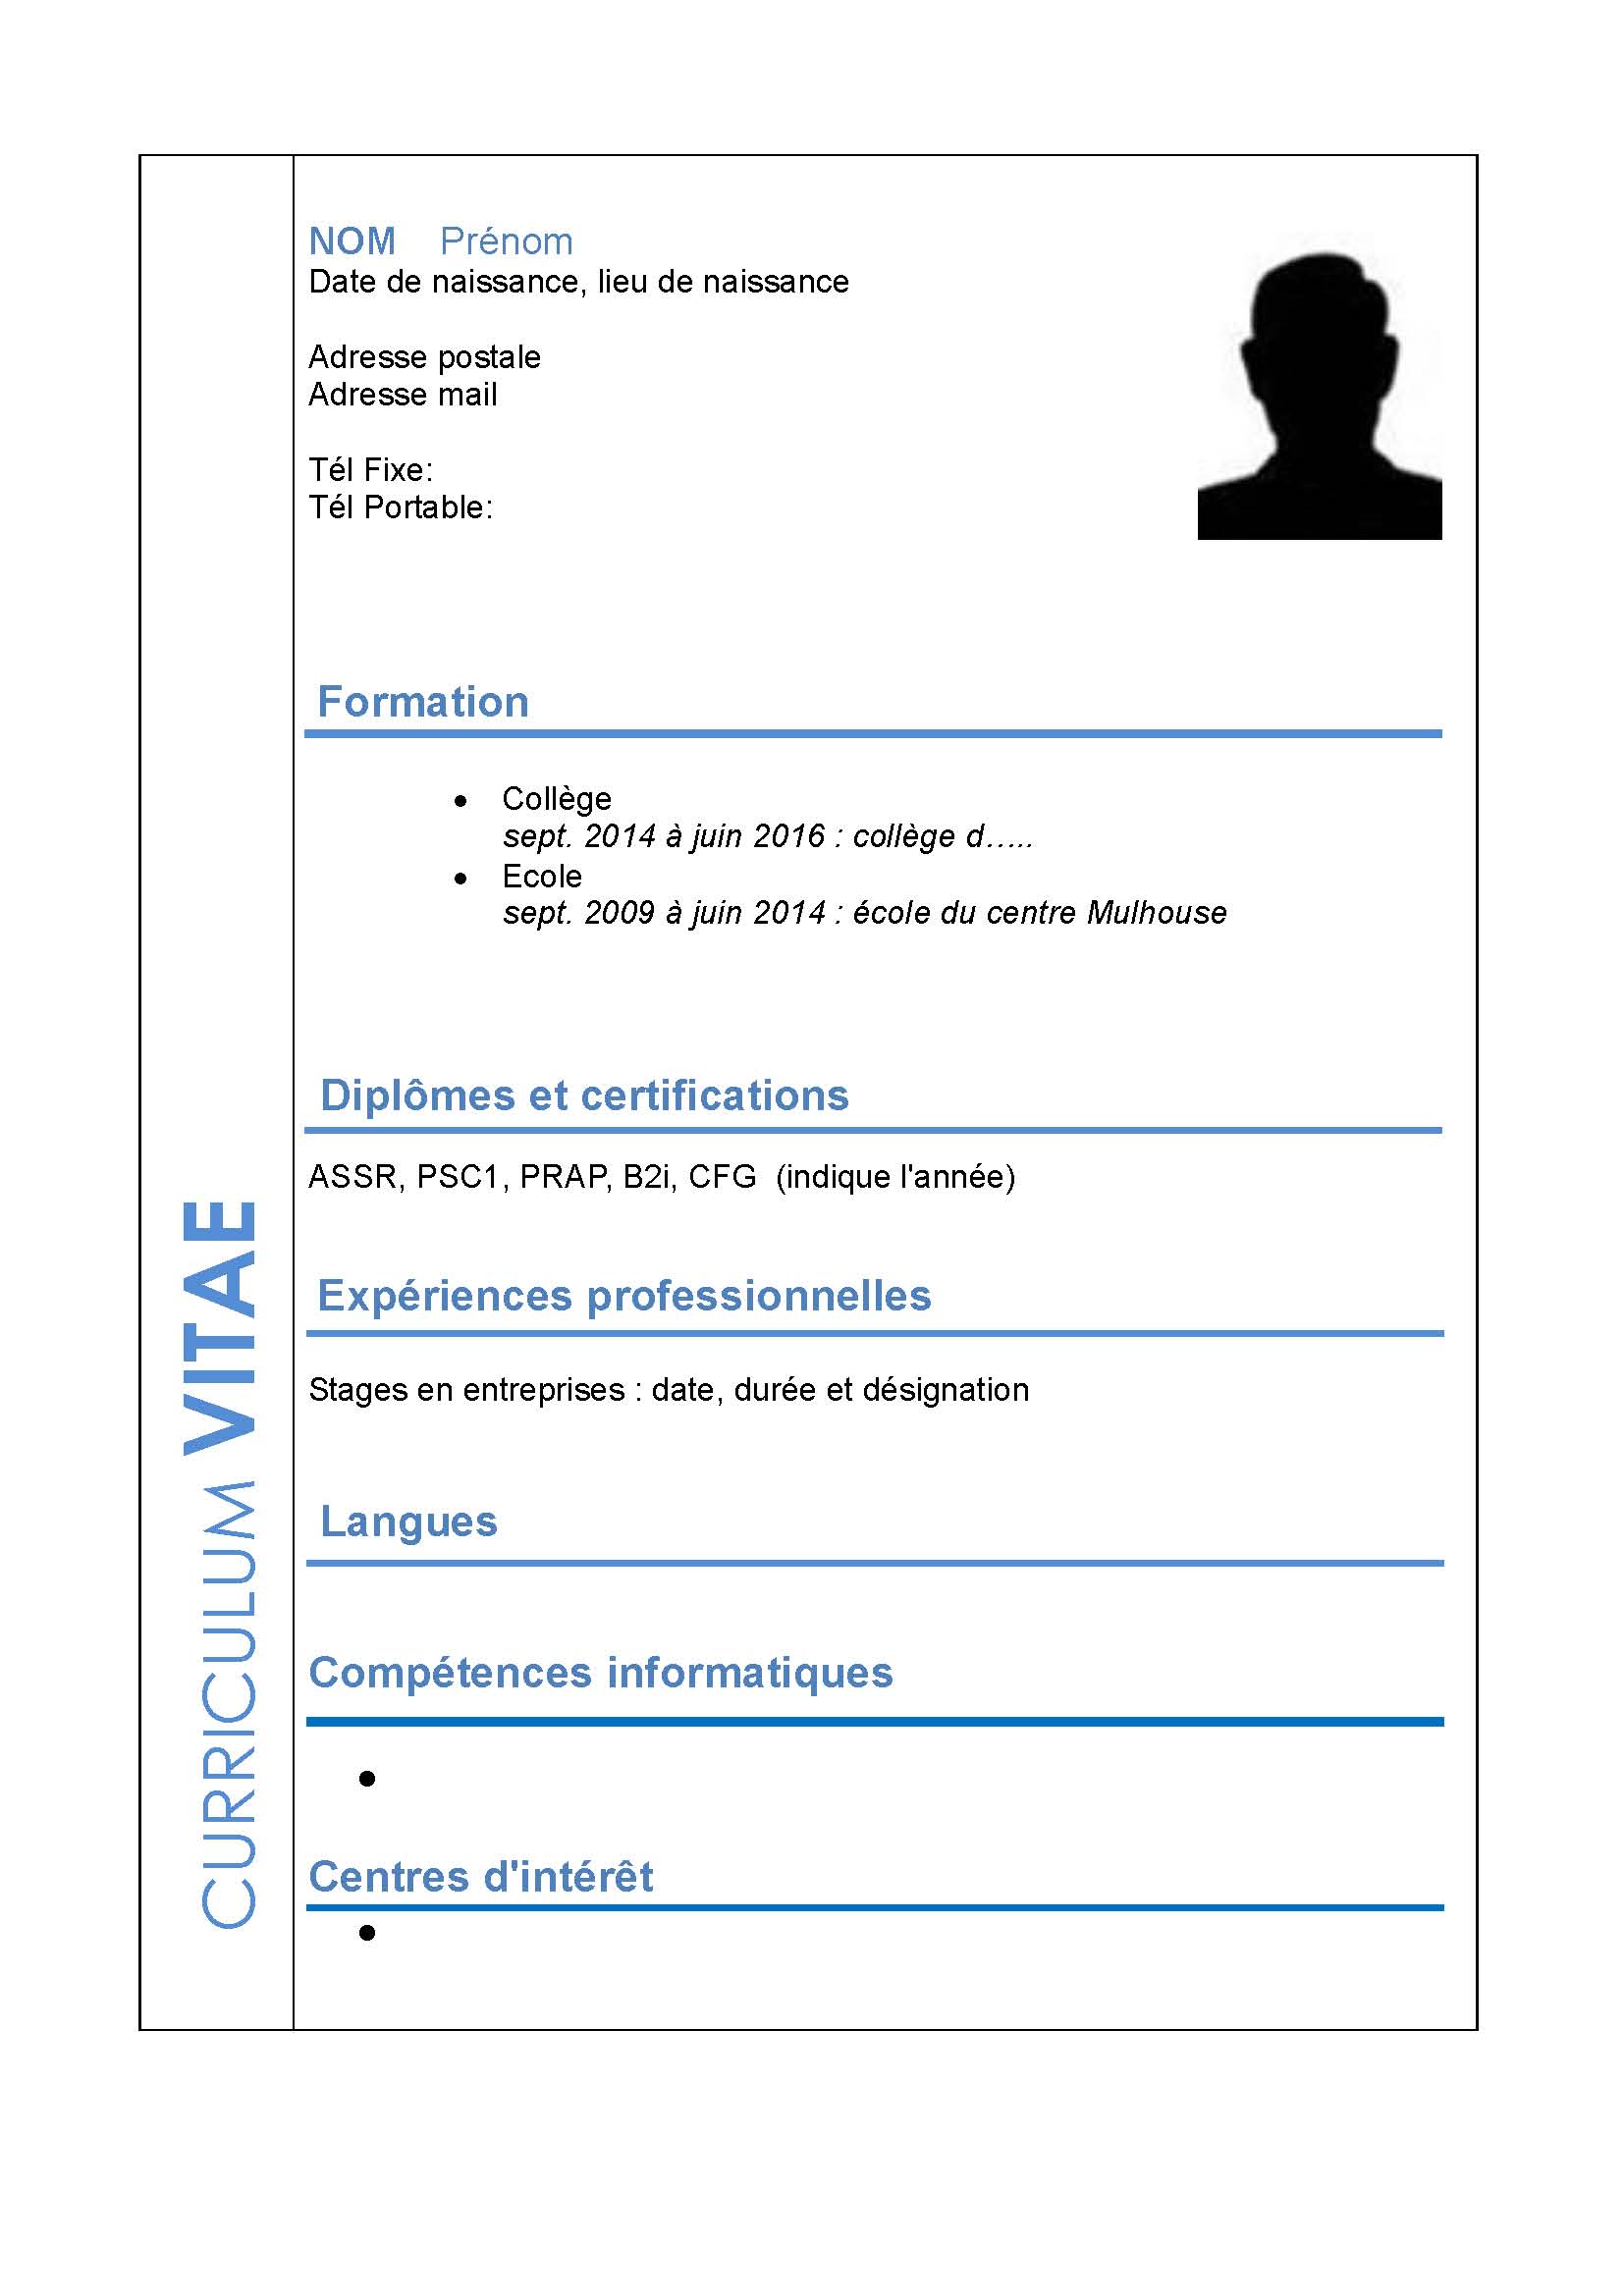 NOM Prénom
Date de naissance, lieu de naissance
Adresse postale
Adresse mail
Tél Fixe:
Tél Portable:
Formation
• Collège
sept. 2014 à juin 2016 : collège d.....
• Ecole
sept. 2009 à juin 2014 : école du centre Mulhouse
Diplômes et certifications
ASSR, PSC1, PRAP, B2i, CFG (indique l'année)
Expériences professionnelles
Stages en entreprises : date, durée et désignation
Langues
Compétences informatiques
•
Centres d'intérêt
•
CURRICULUM VITAE